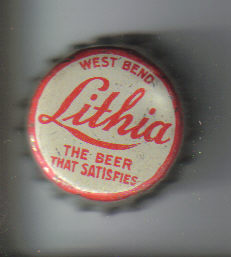 WEST BEND
Lithia
THE BEER
THAT SATISFIES